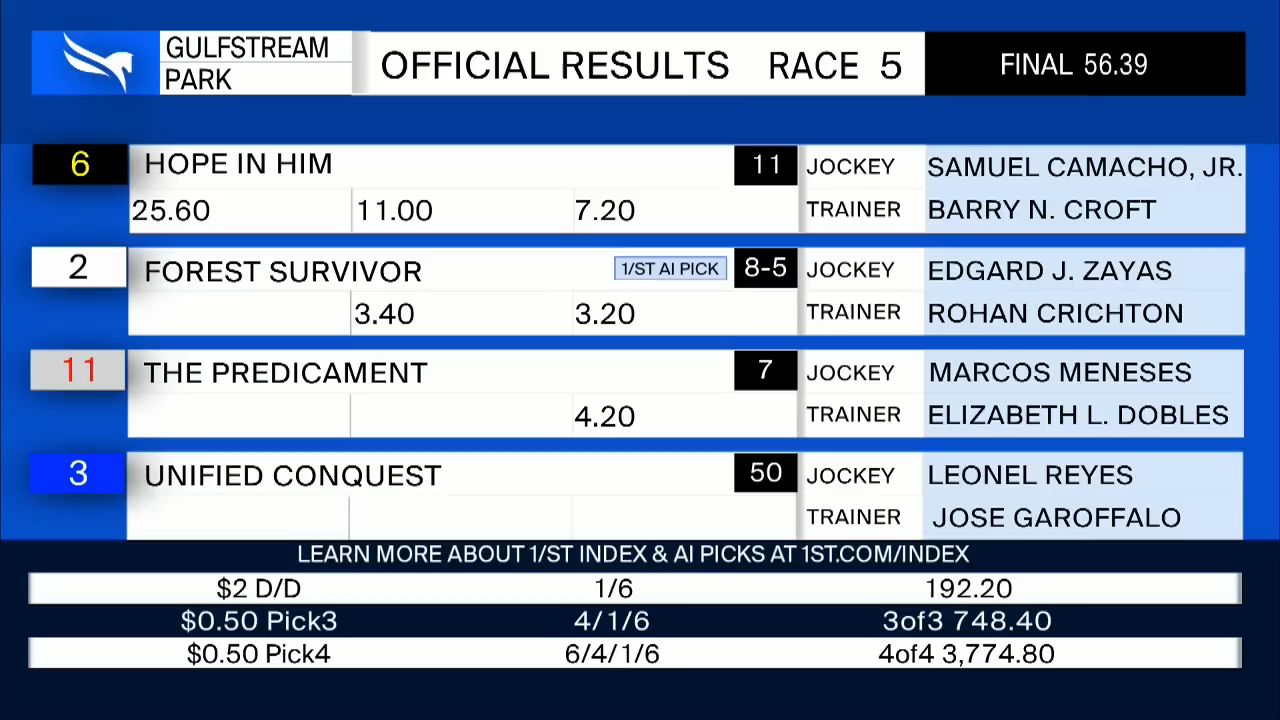 GULFSTREAM PARK OFFICIAL RESULTS RACE 5 FINAL 56.39
6 HOPE IN HIM 11 JOCKEY SAMUEL CAMACHO, JR.
25.60 11.00 7.20 TRAINER BARRY N. CROFT
2 FOREST SURVIVOR 1/ST AI PICK 8-5 JOCKEY EDGARD J. ZAYAS
3.40 3.20 TRAINER ROHAN CRICHTON
11 THE PREDICAMENT 7 JOCKEY MARCOS MENESES
4.20 TRAINER ELIZABETH L. DOBLES
3 UNIFIED CONQUEST 50 JOCKEY LEONEL REYES
TRAINER JOSE GAROFFALO
LEARN MORE ABOUT 1/ST INDEX & AI PICKS AT 1ST.COM/INDEX
$2 D/D 1/6 192.20
$0.50 Pick3 4/1/6 3of3 748.40
$0.50 Pick4 6/4/1/6 4of4 3,774.80